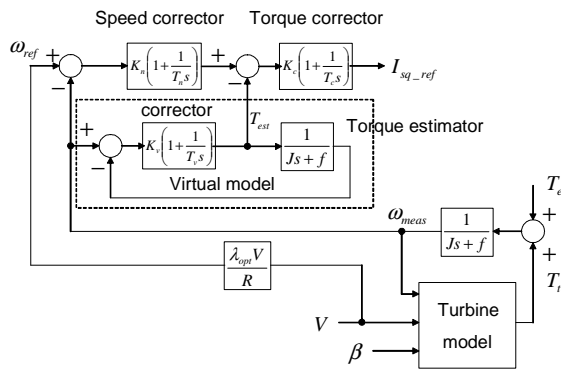 Speed corrector
Torque corrector
ω_ref
+
−
K_n(1+1/(T_n s))
+
−
K_c(1+1/(T_c s))
I_sq_ref
corrector
T_est
Torque estimator
+
−
K_v(1+1/(T_v s))
1/(Js+f)
Virtual model
ω_meas
1/(Js+f)
T_e
+
+
T_t
λ_opt V/R
V
β
Turbine
model